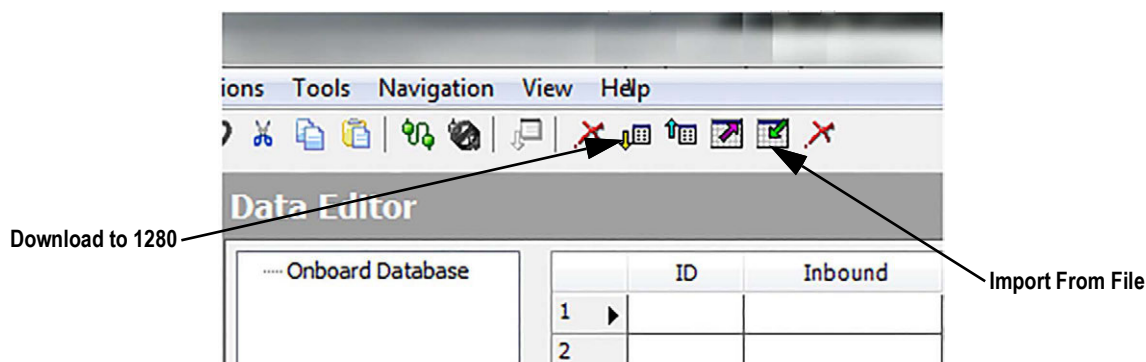 ions Tools Navigation View Help
Data Editor
Download to 1280
Onboard Database
ID Inbound
Import From File
1
2